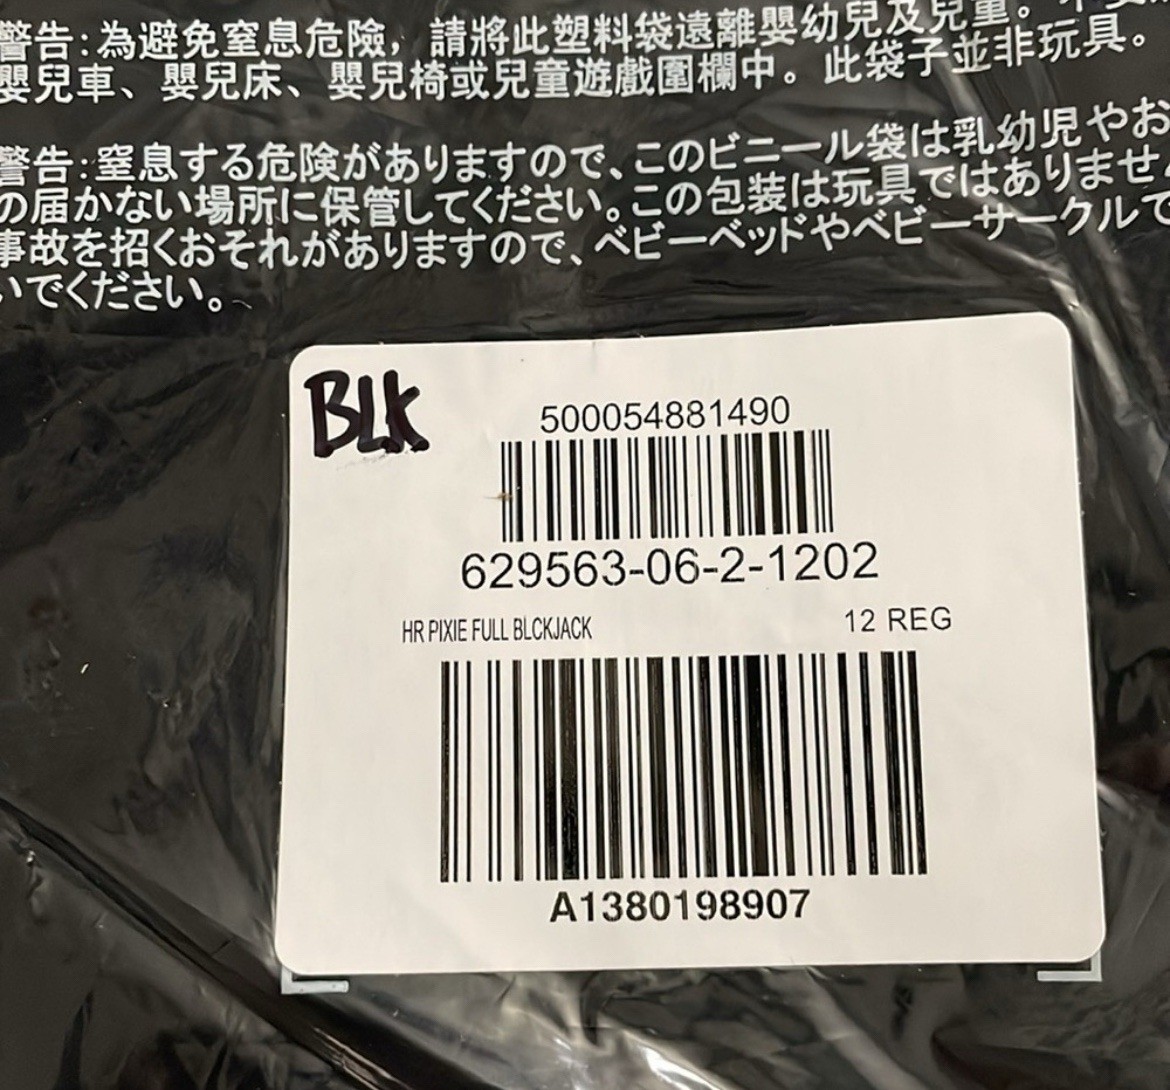 警告:為避免窒息危險，請將此塑料袋遠離嬰幼兒及兒童。
嬰兒車、嬰兒床、嬰兒椅或兒童遊戲圍欄中。此袋子並非玩具。
警告:窒息する危険がありますので、このビニール袋は乳幼児やお
の届かない場所に保管してください。この包装は玩具ではありませ
事故を招くおそれがありますので、ベビーベッドやベビーサークルで
いでください。
BLK
500054881490
629563-06-2-1202
HR PIXIE FULL BLCKJACK 12 REG
A1380198907